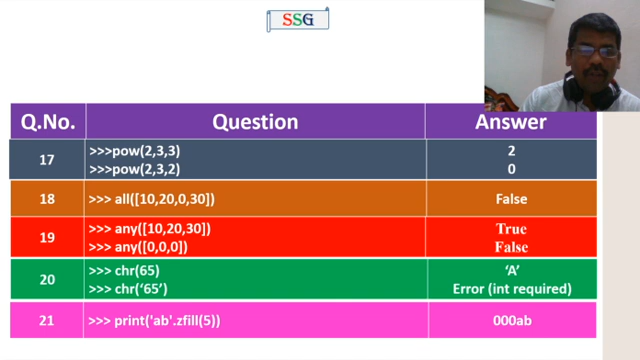 SSG
Q.No. Question Answer
17 >>>pow(2,3,3) 2
>>>pow(2,3,2) 0
18 >>> all([10,20,0,30]) False
19 >>> any([10,20,30]) True
>>> any([0,0,0]) False
20 >>> chr(65) ‘A’
>>> chr(‘65’) Error (int required)
21 >>> print('ab'.zfill(5)) 000ab